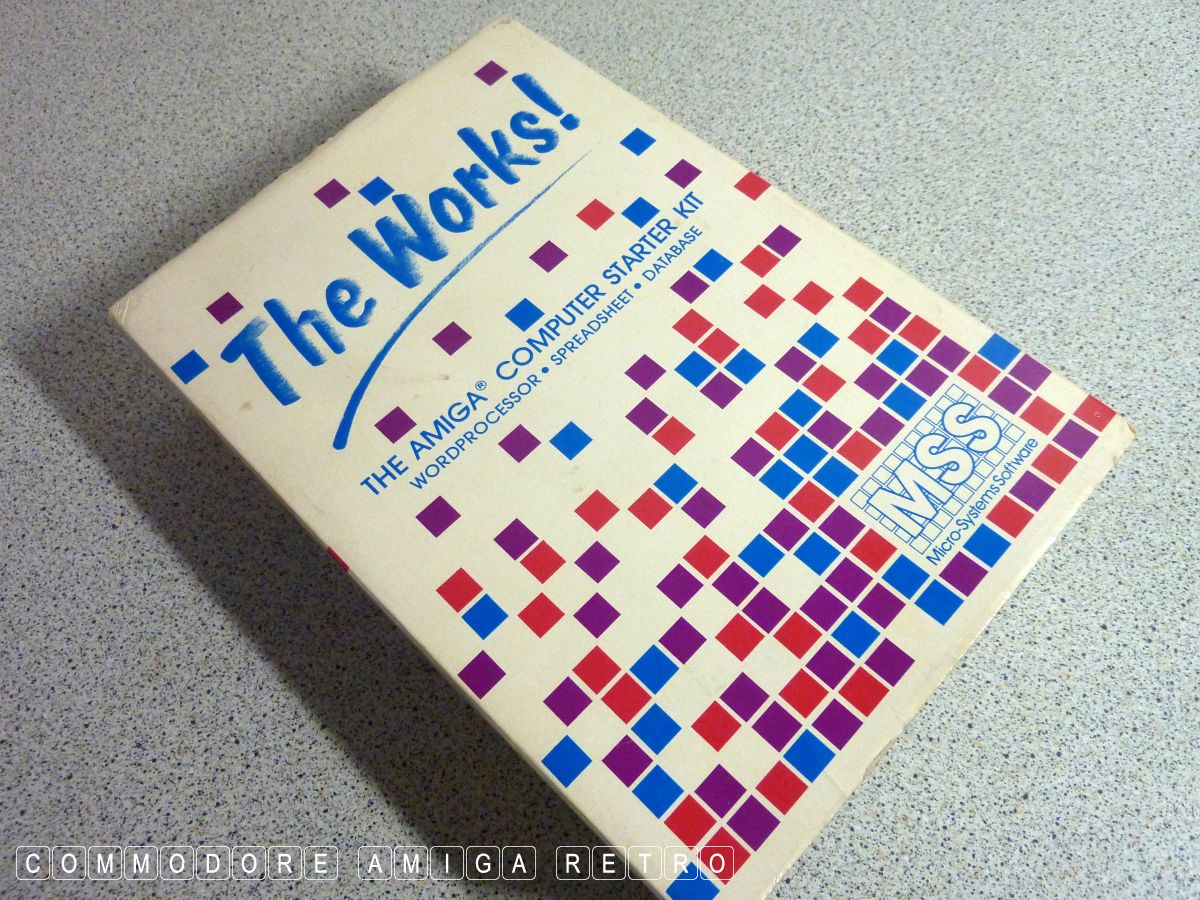 The Works!
THE AMIGA® COMPUTER STARTER KIT
WORDPROCESSOR • SPREADSHEET • DATABASE
MSS
Micro-Systems Software
COMMODORE AMIGA RETRO